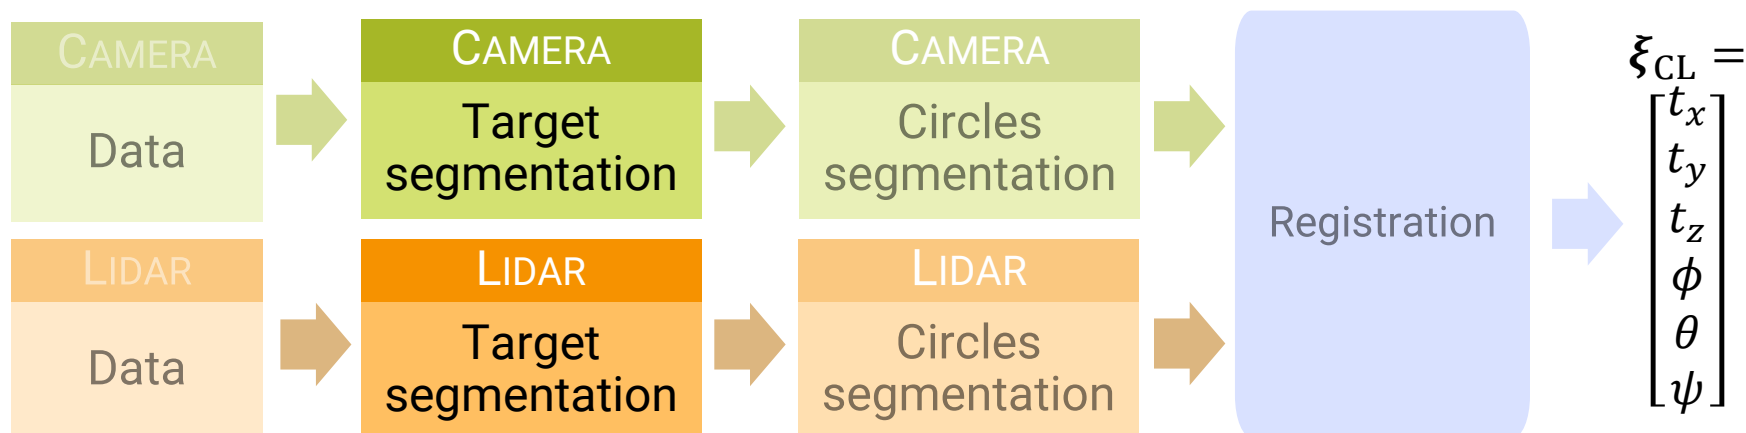 CAMERA
Data
CAMERA
Target
segmentation
CAMERA
Circles
segmentation
LIDAR
Data
LIDAR
Target
segmentation
LIDAR
Circles
segmentation
Registration
ξCL =
tx
ty
tz
ϕ
θ
ψ